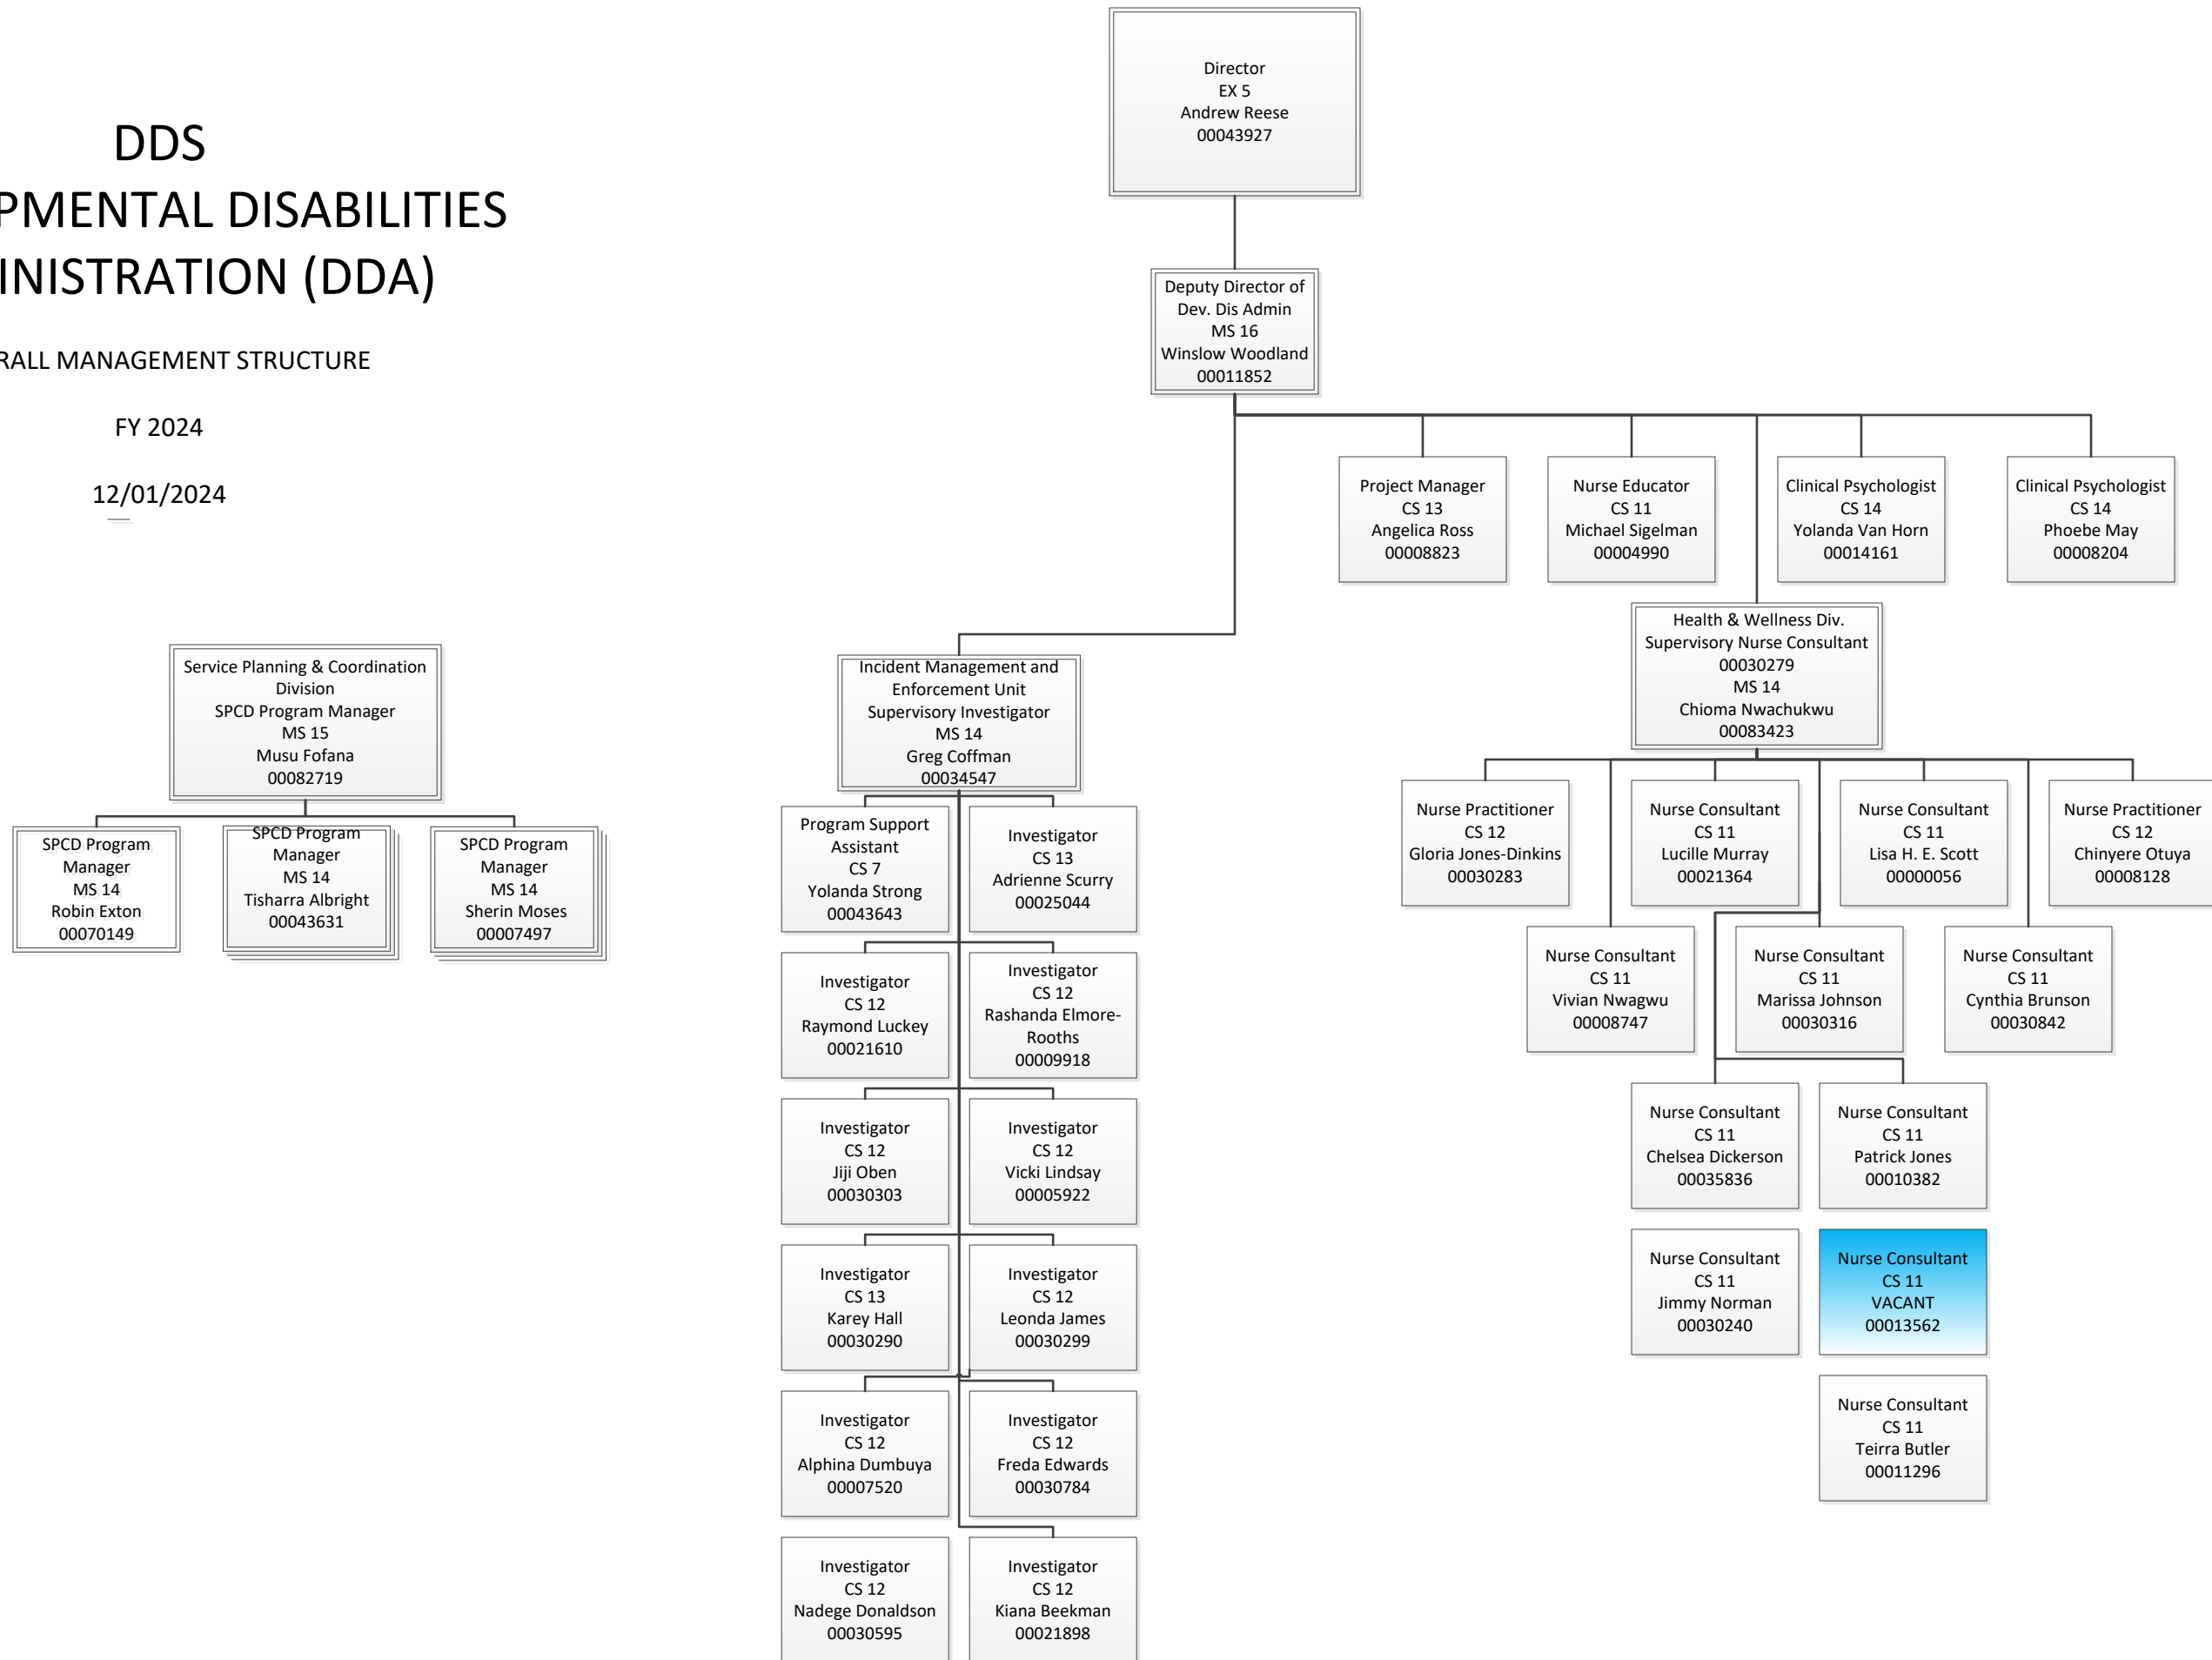 DDS
PMENTAL DISABILITIES
INISTRATION (DDA)
RALL MANAGEMENT STRUCTURE
FY 2024
12/01/2024
Director
EX 5
Andrew Reese
00043927
Deputy Director of
Dev. Dis Admin
MS 16
Winslow Woodland
00011852
Project Manager
CS 13
Angelica Ross
00008823
Nurse Educator
CS 11
Michael Sigelman
00004990
Clinical Psychologist
CS 14
Yolanda Van Horn
00014161
Clinical Psychologist
CS 14
Phoebe May
00008204
Service Planning & Coordination
Division
SPCD Program Manager
MS 15
Musu Fofana
00082719
SPCD Program
Manager
MS 14
Robin Exton
00070149
SPCD Program
Manager
MS 14
Tisharra Albright
00043631
SPCD Program
Manager
MS 14
Sherin Moses
00007497
Incident Management and
Enforcement Unit
Supervisory Investigator
MS 14
Greg Coffman
00034547
Program Support
Assistant
CS 7
Yolanda Strong
00043643
Investigator
CS 13
Adrienne Scurry
00025044
Investigator
CS 12
Raymond Luckey
00021610
Investigator
CS 12
Rashanda Elmore-
Rooths
00009918
Investigator
CS 12
Jiji Oben
00030303
Investigator
CS 12
Vicki Lindsay
00005922
Investigator
CS 13
Karey Hall
00030290
Investigator
CS 12
Leonda James
00030299
Investigator
CS 12
Alphina Dumbuya
00007520
Investigator
CS 12
Freda Edwards
00030784
Investigator
CS 12
Nadege Donaldson
00030595
Investigator
CS 12
Kiana Beekman
00021898
Health & Wellness Div.
Supervisory Nurse Consultant
00030279
MS 14
Chioma Nwachukwu
00083423
Nurse Practitioner
CS 12
Gloria Jones-Dinkins
00030283
Nurse Consultant
CS 11
Lucille Murray
00021364
Nurse Consultant
CS 11
Lisa H. E. Scott
00000056
Nurse Practitioner
CS 12
Chinyere Otuya
00008128
Nurse Consultant
CS 11
Vivian Nwagwu
00008747
Nurse Consultant
CS 11
Marissa Johnson
00030316
Nurse Consultant
CS 11
Cynthia Brunson
00030842
Nurse Consultant
CS 11
Chelsea Dickerson
00035836
Nurse Consultant
CS 11
Patrick Jones
00010382
Nurse Consultant
CS 11
Jimmy Norman
00030240
Nurse Consultant
CS 11
VACANT
00013562
Nurse Consultant
CS 11
Teirra Butler
00011296